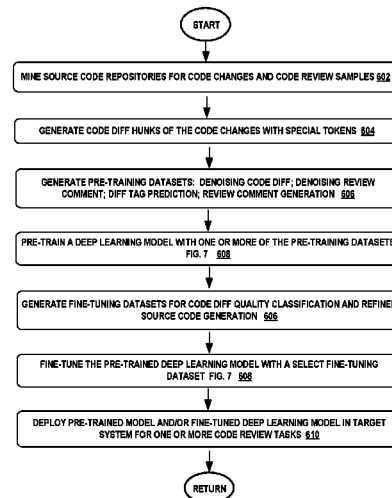 START
MINE SOURCE CODE REPOSITORIES FOR CODE CHANGES AND CODE REVIEW SAMPLES 602
GENERATE CODE DIFF HUNKS OF THE CODE CHANGES WITH SPECIAL TOKENS 604
GENERATE PRE-TRAINING DATASETS: DENOISING CODE DIFF; DENOISING REVIEW
COMMENT; DIFF TAG PREDICTION; REVIEW COMMENT GENERATION 606
PRE-TRAIN A DEEP LEARNING MODEL WITH ONE OR MORE OF THE PRE-TRAINING DATASETS
FIG. 7 608
GENERATE FINE-TUNING DATASETS FOR CODE DIFF QUALITY CLASSIFICATION AND REFINED
SOURCE CODE GENERATION 606
FINE-TUNE THE PRE-TRAINED DEEP LEARNING MODEL WITH A SELECT FINE-TUNING
DATASET FIG. 7 608
DEPLOY PRE-TRAINED MODEL AND/OR FINE-TUNED DEEP LEARNING MODEL IN TARGET
SYSTEM FOR ONE OR MORE CODE REVIEW TASKS 610
RETURN